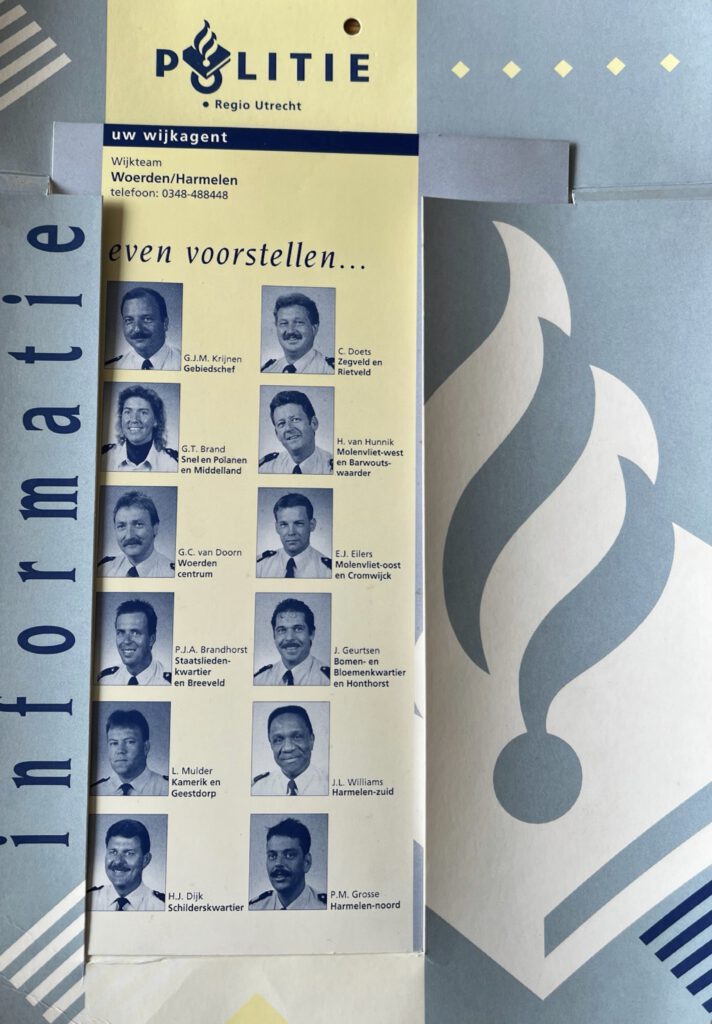 POLITIE
• Regio Utrecht
uw wijkagent
Wijkteam
Woerden/Harmelen
telefoon: 0348-488448
informatie
even voorstellen...
G.J.M. Krijnen
Gebiedschef
C. Doets
Zegveld en
Rietveld
G.T. Brand
Snel en Polanen
en Middelland
H. van Hunnik
Molenvliet-west
en Barwouts-
waarder
G.C. van Doorn
Woerden
centrum
E.J. Eilers
Molenvliet-oost
en Cromwijck
P.J.A. Brandhorst
Staatslieden-
kwartier
en Breeveld
J. Geurtsen
Bomen- en
Bloemenkwartier
en Honthorst
L. Mulder
Kamerik en
Geestdorp
J.L. Williams
Harmelen-zuid
H.J. Dijk
Schilderskwartier
P.M. Grosse
Harmelen-noord